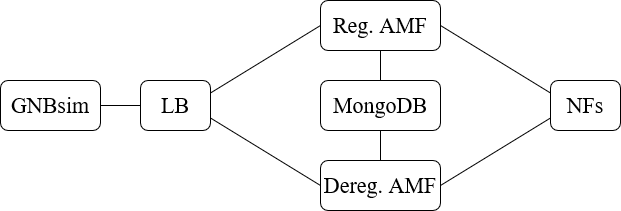 Reg. AMF
GNBsim
LB
MongoDB
NFs
Dereg. AMF